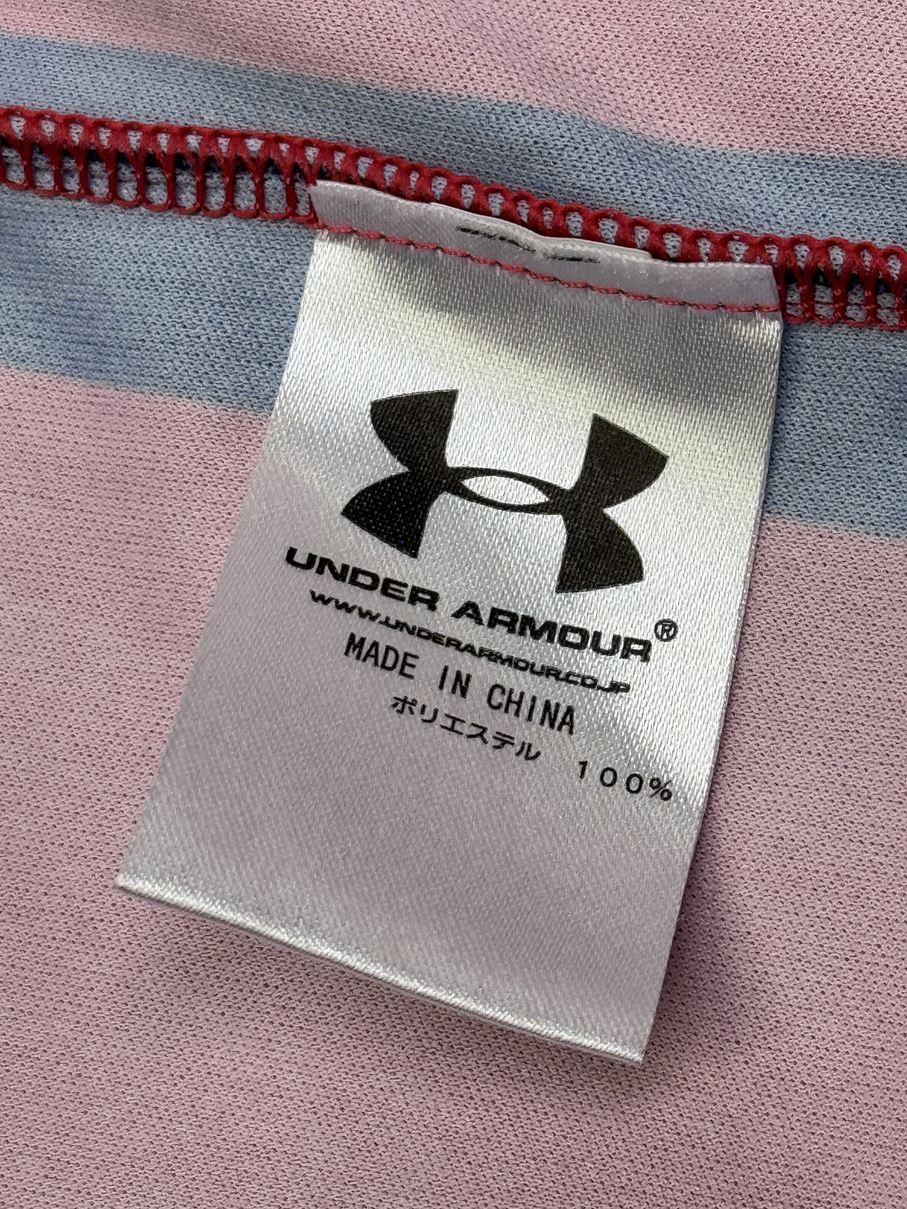 UNDER ARMOUR®
WWW.UNDERARMOUR.CO.JP
MADE IN CHINA
ポリエステル 100%